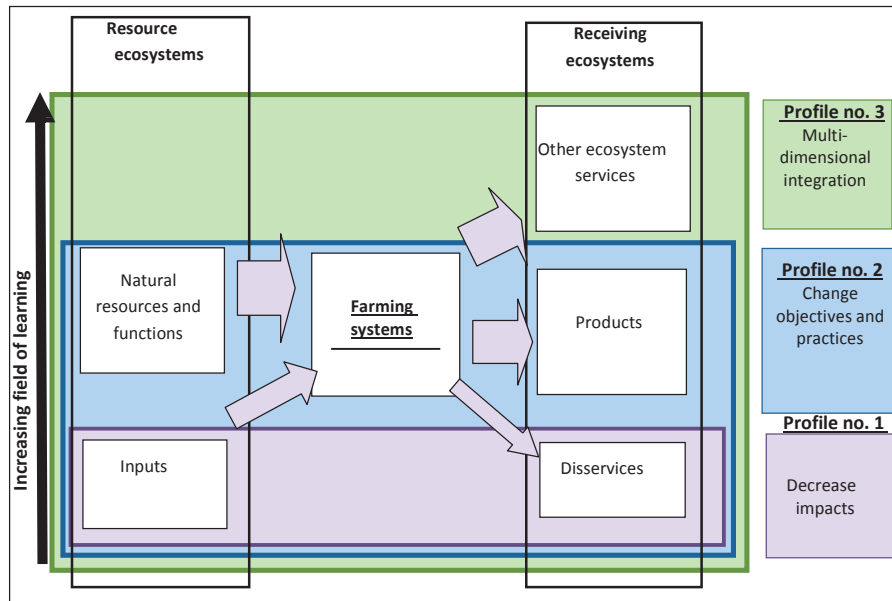 Resource
ecosystems
Receiving
ecosystems
Increasing field of learning
Other ecosystem
services
Natural
resources and
functions
Farming
systems
Products
Inputs
Disservices
Profile no. 3
Multi-
dimensional
integration
Profile no. 2
Change
objectives and
practices
Profile no. 1
Decrease
impacts